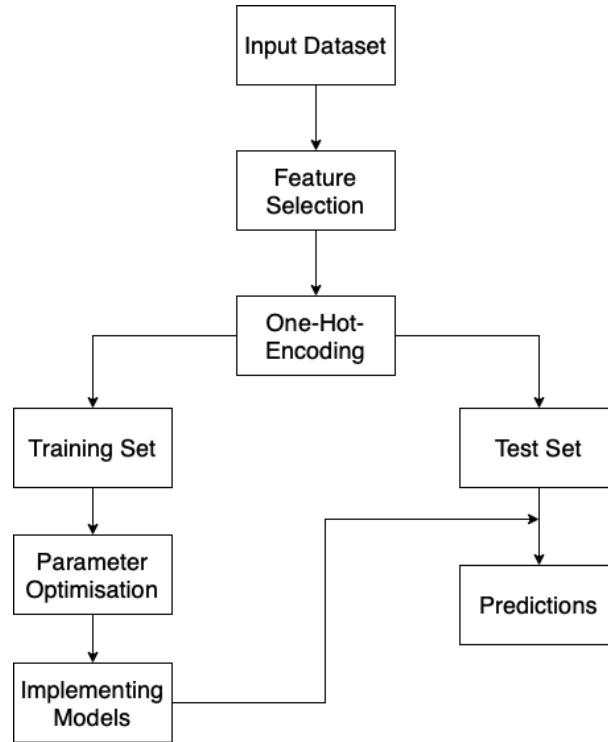 Input Dataset
Feature
Selection
One-Hot-
Encoding
Training Set
Test Set
Parameter
Optimisation
Predictions
Implementing
Models